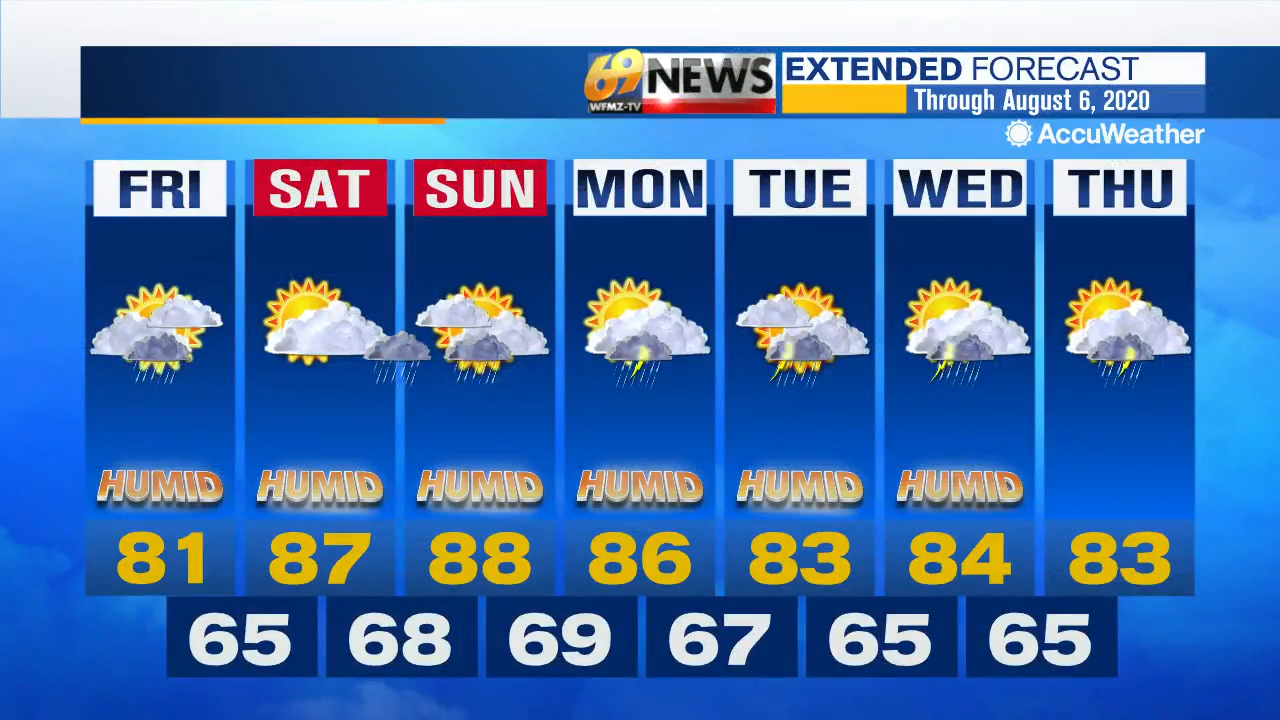 69 NEWS
WFMZ-TV
EXTENDED FORECAST
Through August 6, 2020
AccuWeather
FRI SAT SUN MON TUE WED THU
HUMID HUMID HUMID HUMID HUMID HUMID
81 87 88 86 83 84 83
65 68 69 67 65 65